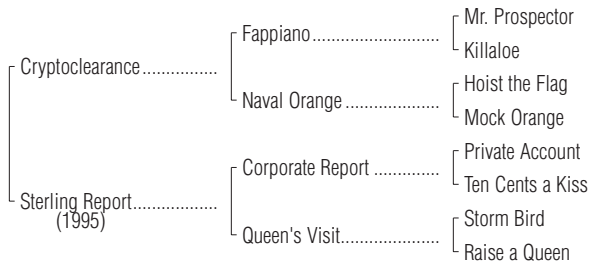 Mr. Prospector
Fappiano..........................
Killaloe
Cryptoclearance................
Hoist the Flag
Naval Orange ....................
Mock Orange
Private Account
Corporate Report ..............
Ten Cents a Kiss
Sterling Report..................
(1995)
Storm Bird
Queen's Visit.....................
Raise a Queen